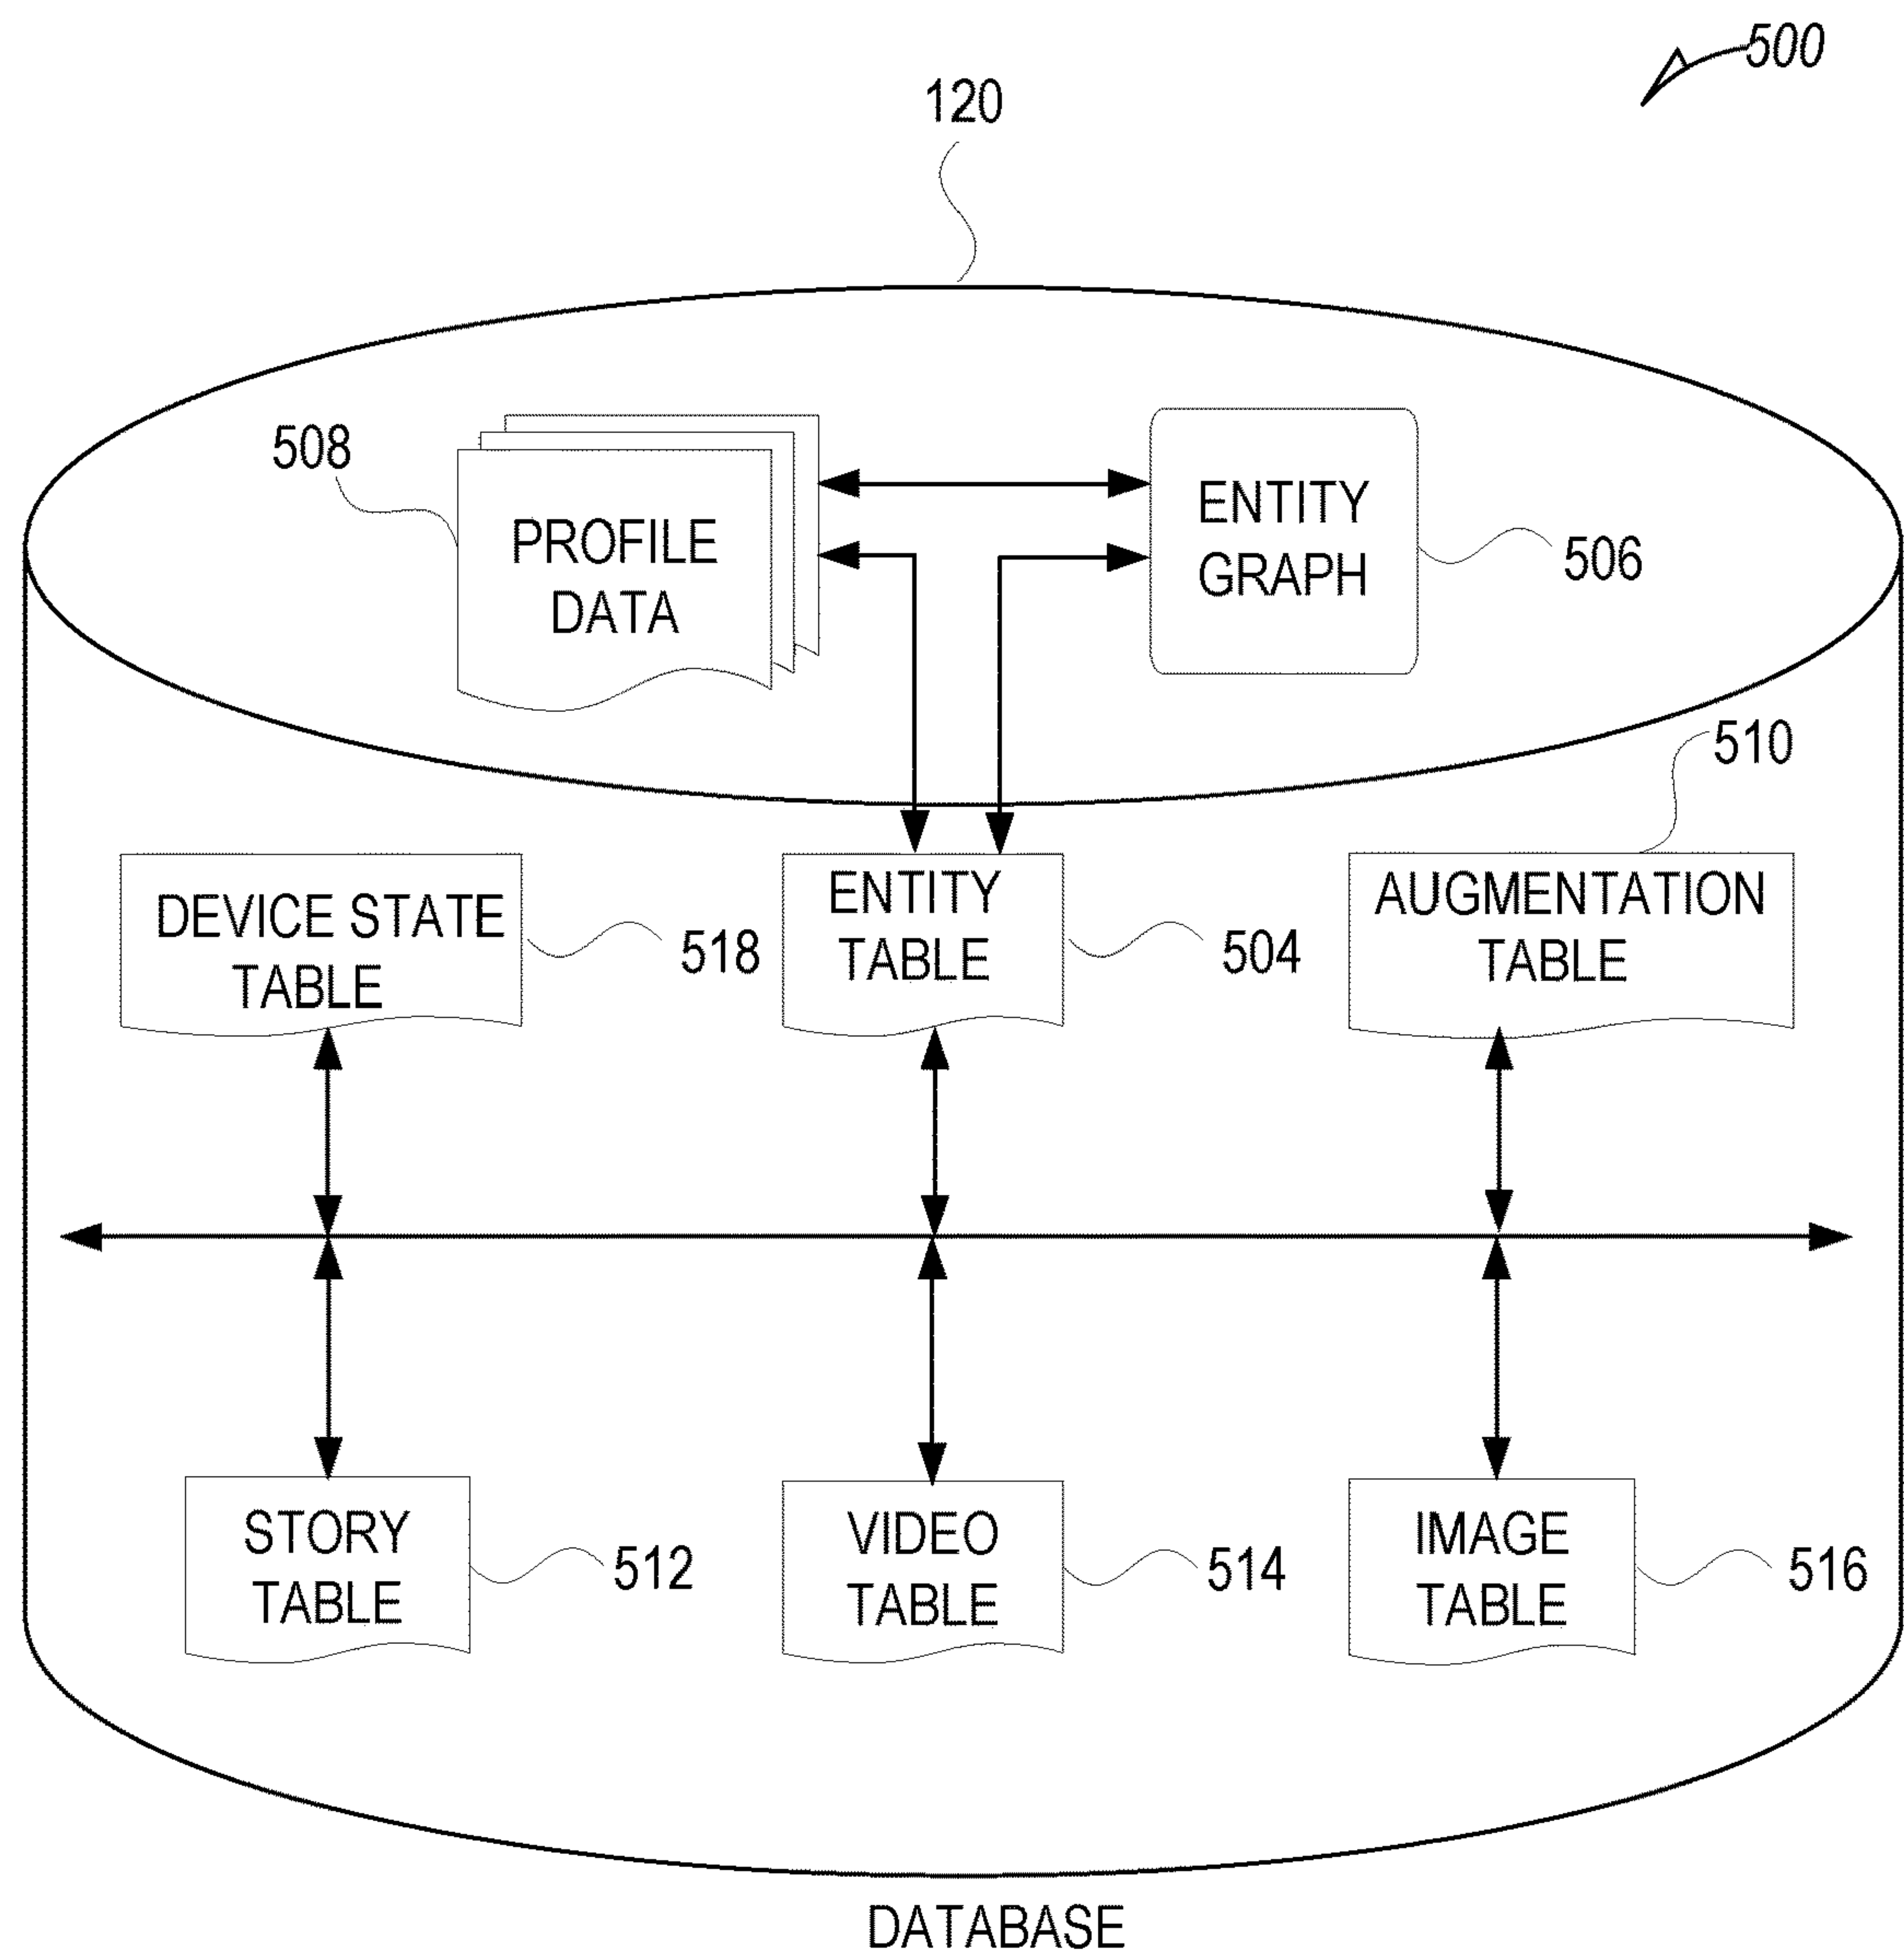 500
120
508
PROFILE
DATA
ENTITY
GRAPH
506
510
DEVICE STATE
TABLE
518
ENTITY
TABLE
504
AUGMENTATION
TABLE
STORY
TABLE
512
VIDEO
TABLE
514
IMAGE
TABLE
516
DATABASE